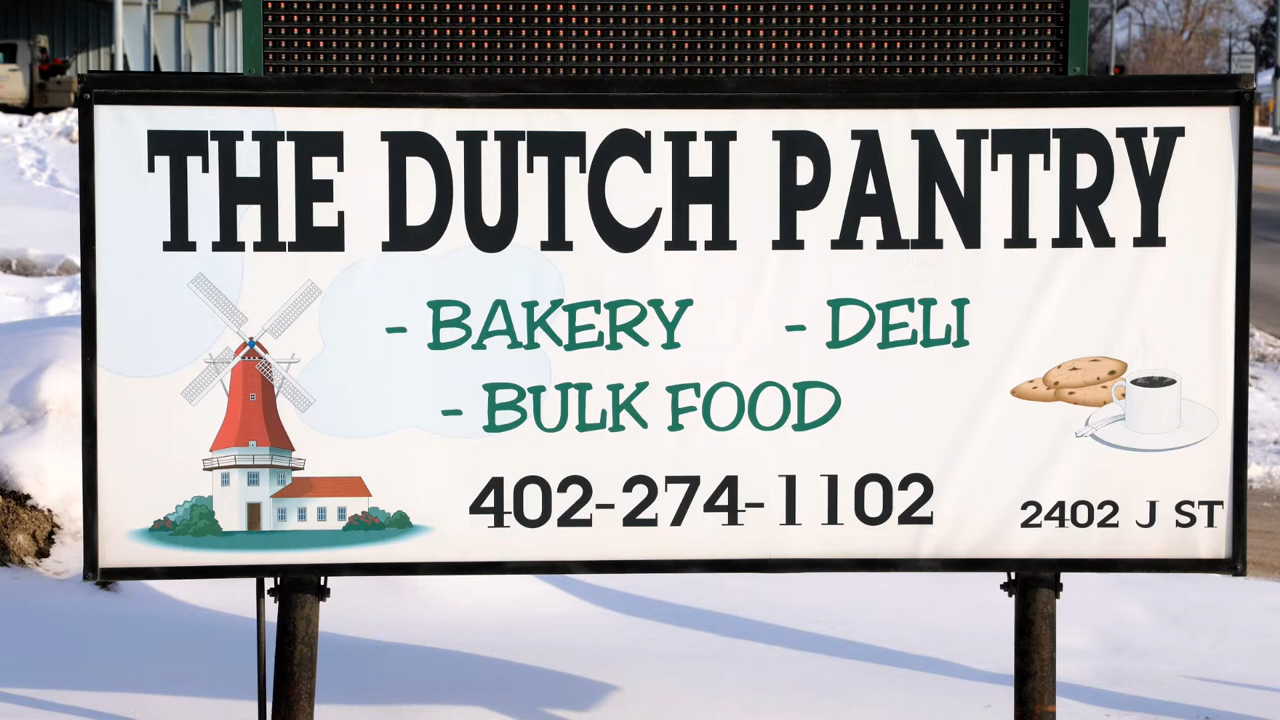 THE DUTCH PANTRY
- BAKERY - DELI
- BULK FOOD
402-274-1102
2402 J ST